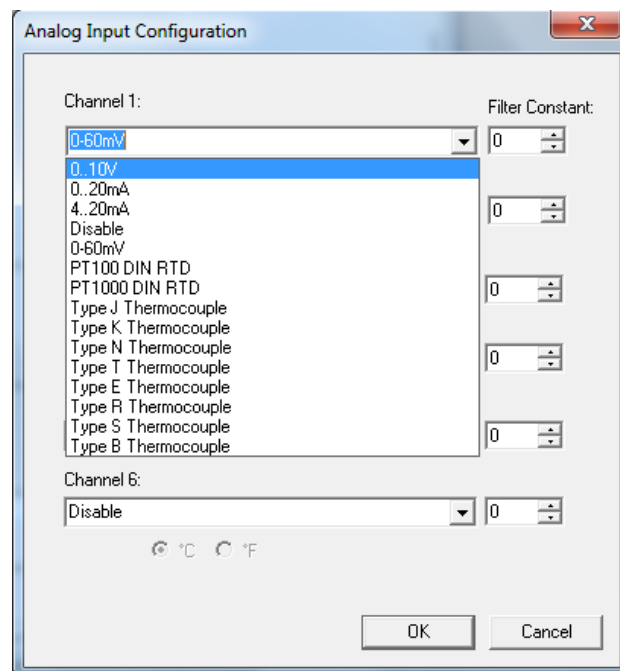 Analog Input Configuration
Channel 1:
Filter Constant:
0-60mV
0
0..10V
0..20mA
4..20mA
Disable
0-60mV
PT100 DIN RTD
PT1000 DIN RTD
Type J Thermocouple
Type K Thermocouple
Type N Thermocouple
Type T Thermocouple
Type E Thermocouple
Type R Thermocouple
Type S Thermocouple
Type B Thermocouple
0
0
0
0
Channel 6:
Disable
0
°C
°F
OK
Cancel